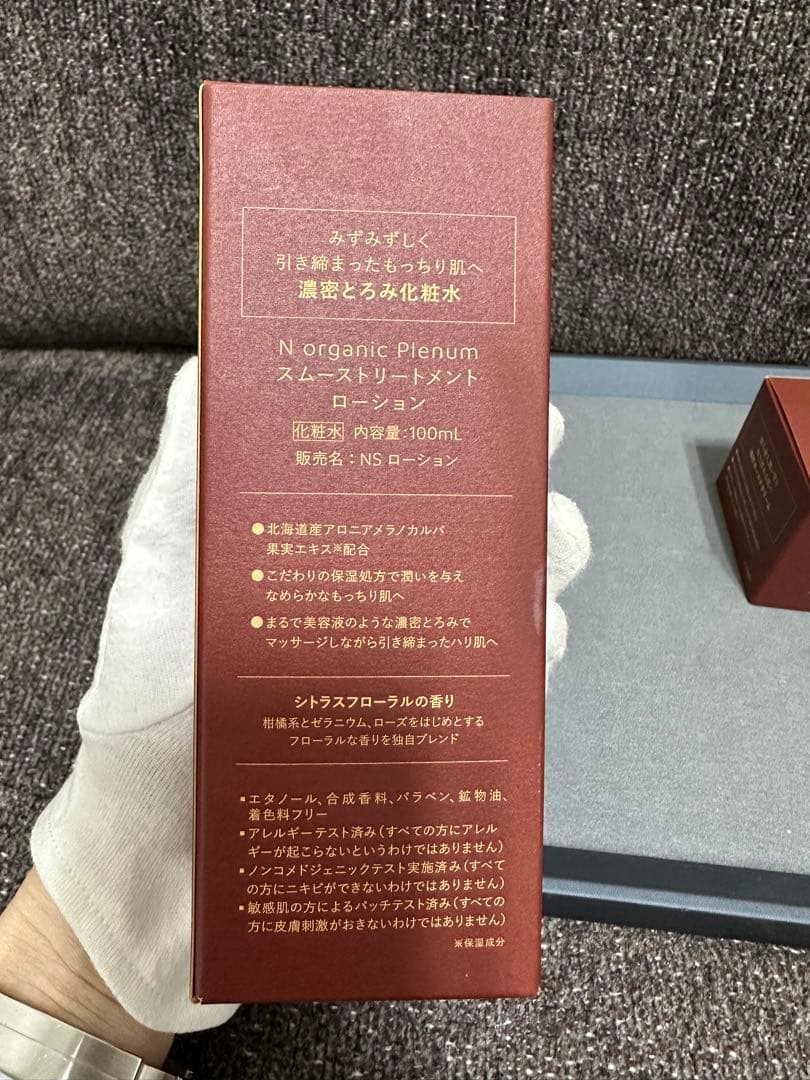 みずみずしく
引き締まったもっちり肌へ
濃密とろみ化粧水
N organic Plenum
スムーストリートメント
ローション
化粧水 内容量:100mL
販売名：NS ローション
●北海道産アロニアメラノカルパ
果実エキス※配合
●こだわりの保湿処方で潤いを与え
なめらかなもっちり肌へ
●まるで美容液のような濃密とろみで
マッサージしながら引き締まったハリ肌へ
シトラスフローラルの香り
柑橘系とゼラニウム、ローズをはじめとする
フローラルな香りを独自ブレンド
▪エタノール、合成香料、パラベン、鉱物油、
着色料フリー
▪アレルギーテスト済み(すべての方にアレル
ギーが起こらないというわけではありません)
▪ノンコメドジェニックテスト実施済み(すべて
の方にニキビができないわけではありません)
▪敏感肌の方によるパッチテスト済み(すべての
方に皮膚刺激がおきないわけではありません)
※保湿成分